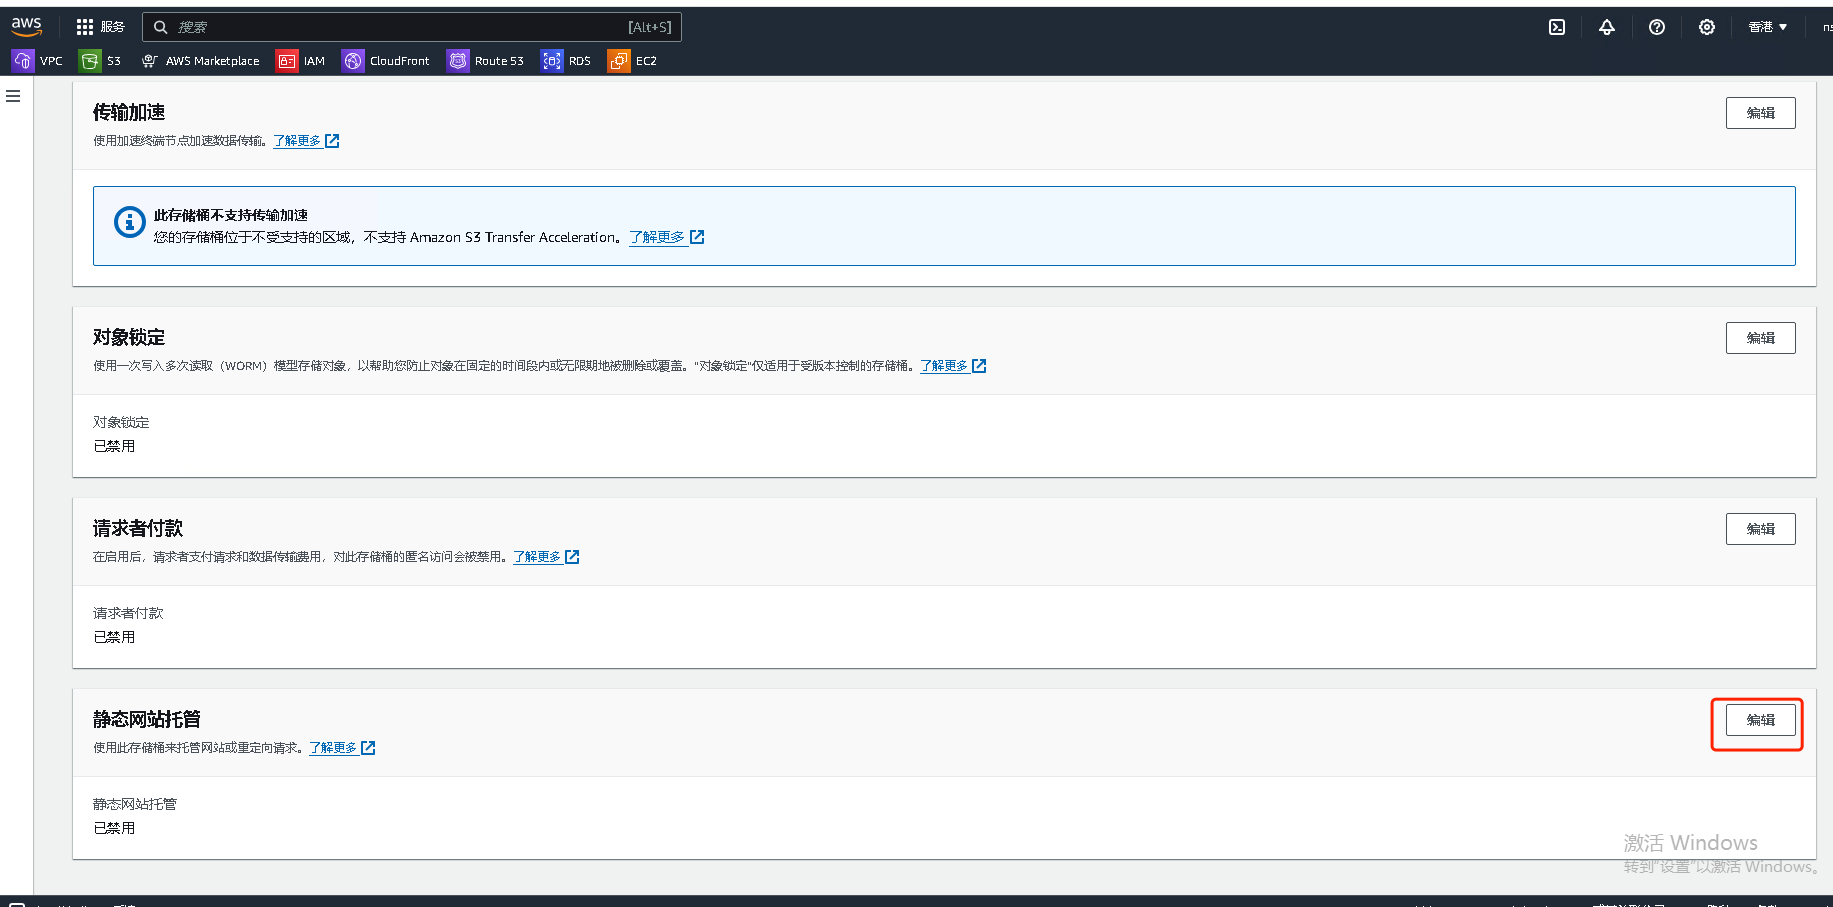 aws
服务
搜索
[Alt+S]
香港
VPC
S3
AWS Marketplace
IAM
CloudFront
Route 53
RDS
EC2
传输加速
编辑
使用加速终端节点加速数据传输。了解更多
此存储桶不支持传输加速
您的存储桶位于不受支持的区域，不支持 Amazon S3 Transfer Acceleration。了解更多
对象锁定
编辑
使用一次写入多次读取（WORM）模型存储对象，以帮助您防止对象在固定的时间段内或无限期地被删除或覆盖。"对象锁定"仅适用于受版本控制的存储桶。了解更多
对象锁定
已禁用
请求者付款
编辑
在启用后，请求者支付请求和数据传输费用，对此存储桶的匿名访问会被禁用。了解更多
请求者付款
已禁用
静态网站托管
编辑
使用此存储桶来托管网站或重定向请求。了解更多
静态网站托管
已禁用
激活 Windows
转到"设置"以激活 Windows。